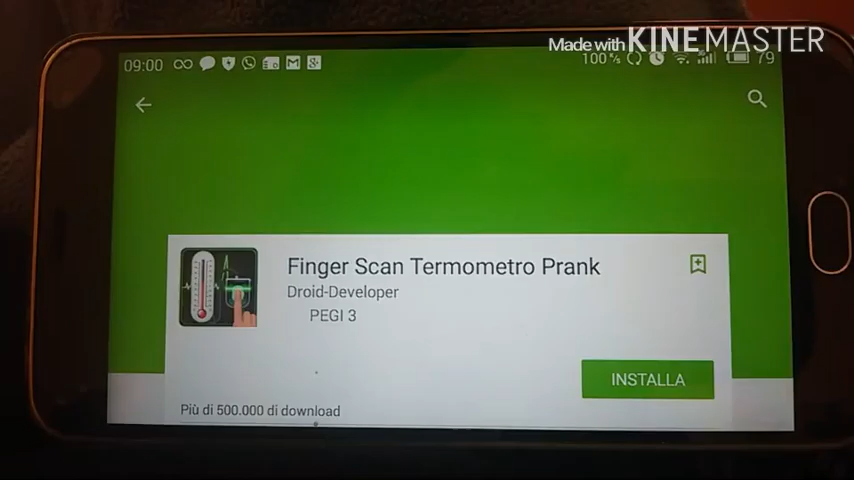 Made with KINEMASTER
09:00 100% 79
Finger Scan Termometro Prank
Droid-Developer
PEGI 3
INSTALLA
Più di 500.000 di download